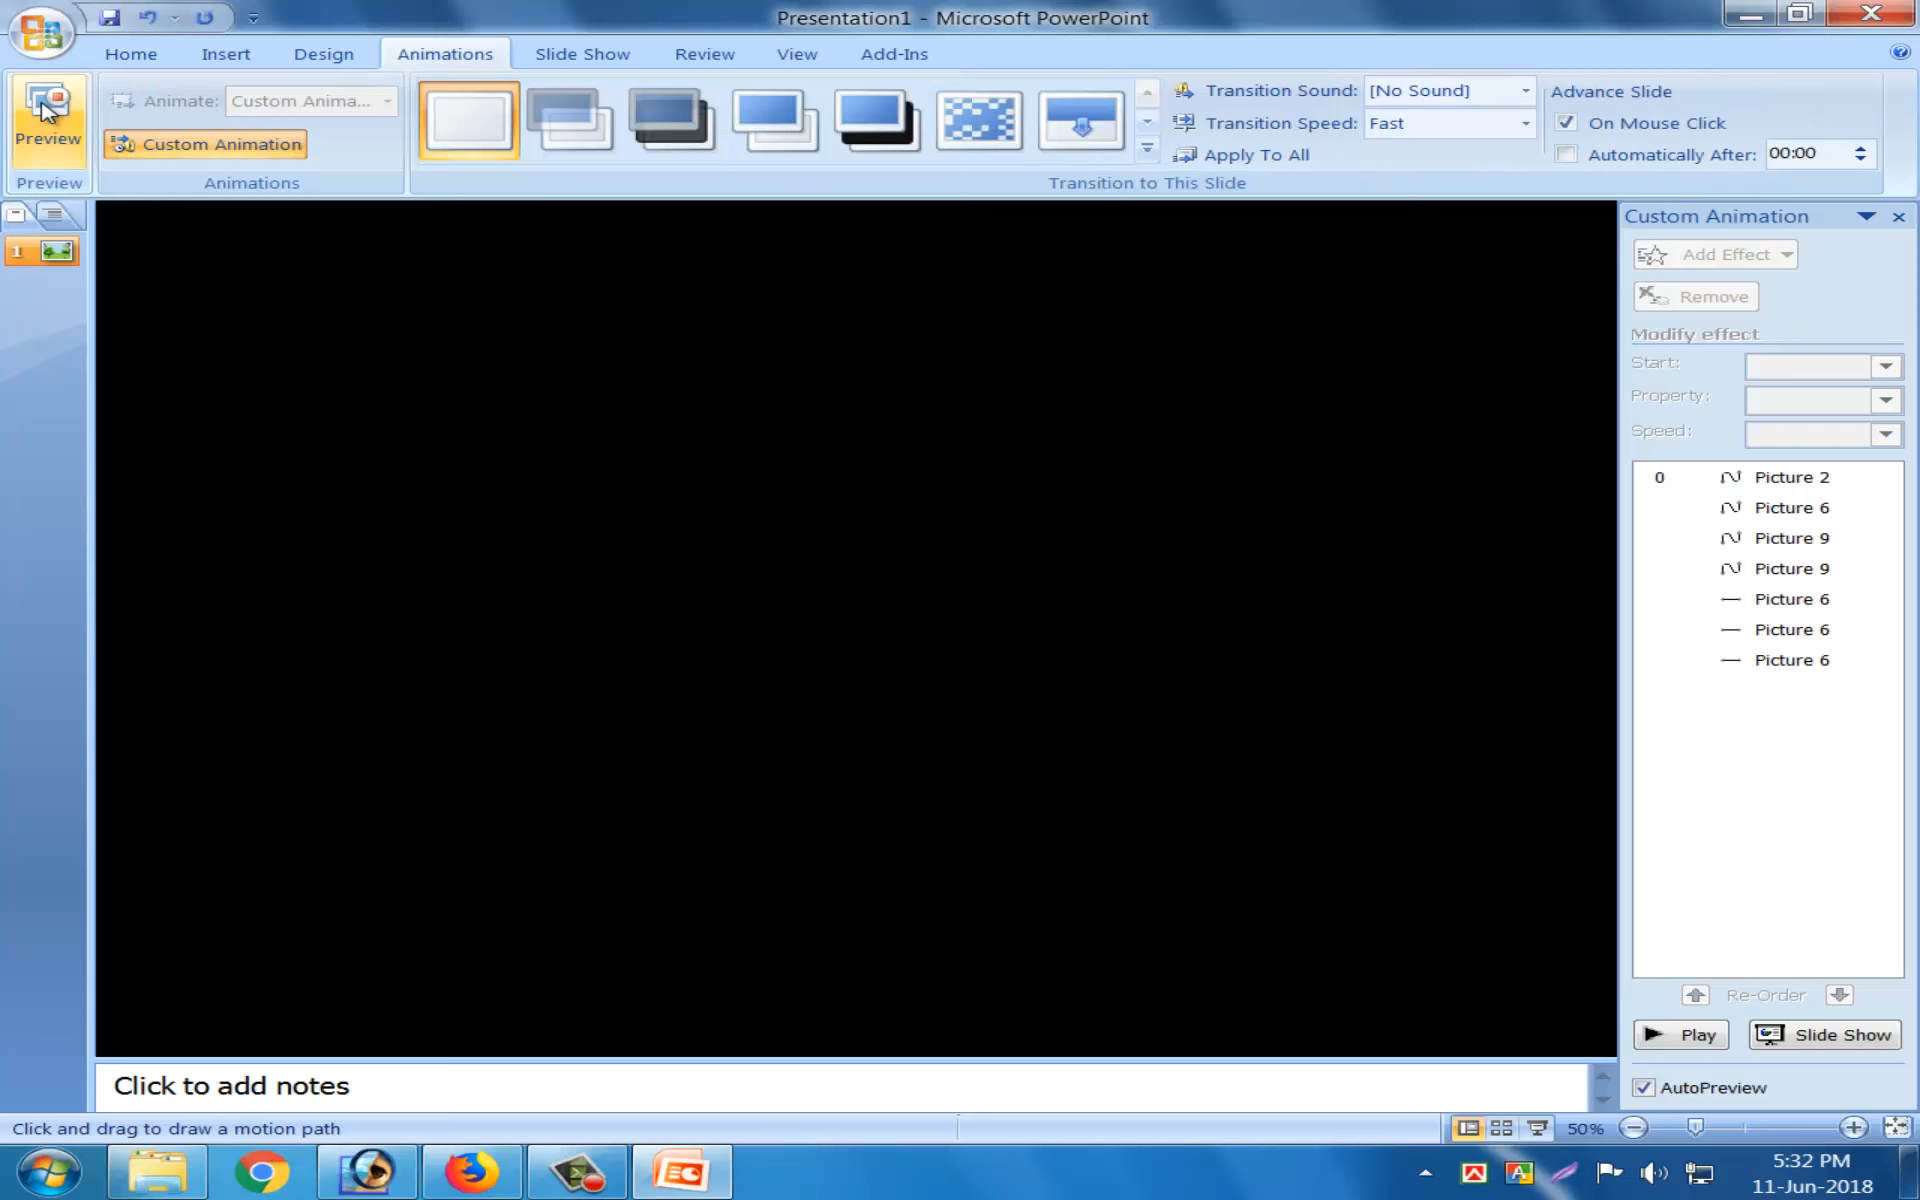 Presentation1 - Microsoft PowerPoint
Home Insert Design Animations Slide Show Review View Add-Ins
Preview
Preview
Animate: Custom Anima...
Custom Animation
Animations
Transition Sound: [No Sound]
Transition Speed: Fast
Apply To All
Transition to This Slide
Advance Slide
On Mouse Click
Automatically After: 00:00
1
Custom Animation
Add Effect
Remove
Modify effect
Start:
Property:
Speed:
0 Picture 2
Picture 6
Picture 9
Picture 9
Picture 6
Picture 6
Picture 6
Re-Order
Play Slide Show
AutoPreview
Click to add notes
Click and drag to draw a motion path
50%
5:32 PM
11-Jun-2018